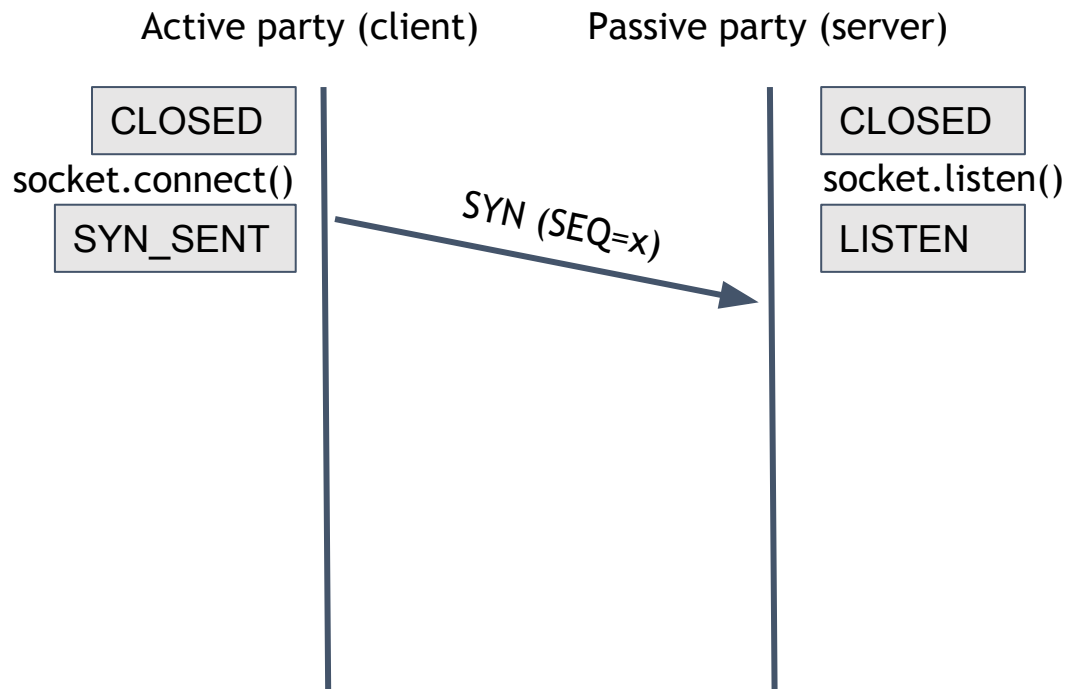 Active party (client)
Passive party (server)
CLOSED
CLOSED
socket.connect()
socket.listen()
SYN_SENT
SYN (SEQ=x)
LISTEN